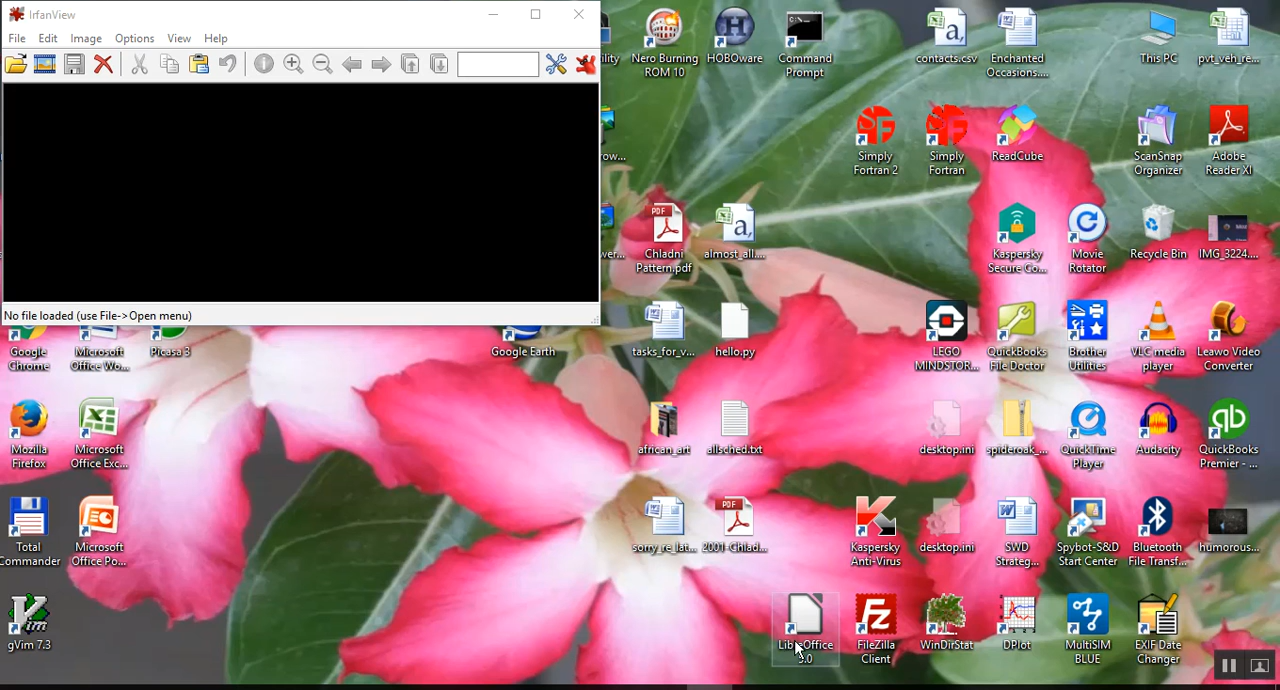 IrfanView
File Edit Image Options View Help
No file loaded (use File->Open menu)
Nero Burning
ROM 10
HOBOware
Command
Prompt
contacts.csv
Enchanted
Occasions....
This PC
pvt_veh_re...
Simply
Fortran 2
Simply
Fortran
ReadCube
ScanSnap
Organizer
Adobe
Reader XI
PDF
Chladni
Pattern.pdf
almost_all....
Kaspersky
Secure Co...
Movie
Rotator
Recycle Bin
IMG_3224....
Google
Chrome
Microsoft
Office Wo...
Picasa 3
Google Earth
tasks_for_v...
hello.py
LEGO
MINDSTOR...
QuickBooks
File Doctor
Brother
Utilities
VLC media
player
Leawo Video
Converter
Mozilla
Firefox
Microsoft
Office Exc...
african_art
allsched.txt
desktop.ini
spideroak_...
QuickTime
Player
Audacity
QuickBooks
Premier - ...
Total
Commander
Microsoft
Office Po...
sorry_re_lat...
PDF
2001-Chlad...
Kaspersky
Anti-Virus
desktop.ini
SWD
Strateg...
Spybot-S&D
Start Center
Bluetooth
File Transf...
humorous...
gVim 7.3
LibreOffice
FileZilla
Client
WinDirStat
DPlot
MultiSIM
BLUE
EXIF Date
Changer